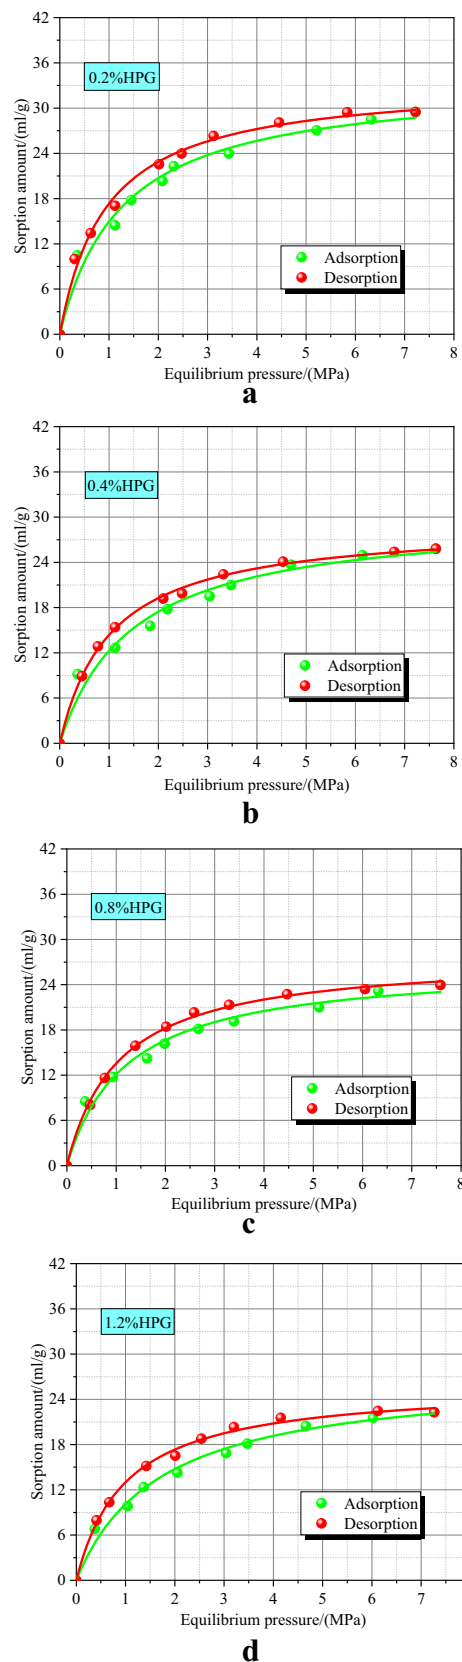 42
36
30
24
18
12
6
0
Sorption amount/(ml/g)
0.2%HPG
Adsorption
Desorption
0 1 2 3 4 5 6 7 8
Equilibrium pressure/(MPa)
a
42
36
30
24
18
12
6
0
Sorption amount/(ml/g)
0.4%HPG
Adsorption
Desorption
0 1 2 3 4 5 6 7 8
Equilibrium pressure/(MPa)
b
42
36
30
24
18
12
6
0
Sorption amount/(ml/g)
0.8%HPG
Adsorption
Desorption
0 1 2 3 4 5 6 7 8
Equilibrium pressure/(MPa)
c
42
36
30
24
18
12
6
0
Sorption amount/(ml/g)
1.2%HPG
Adsorption
Desorption
0 1 2 3 4 5 6 7
Equilibrium pressure/(MPa)
d